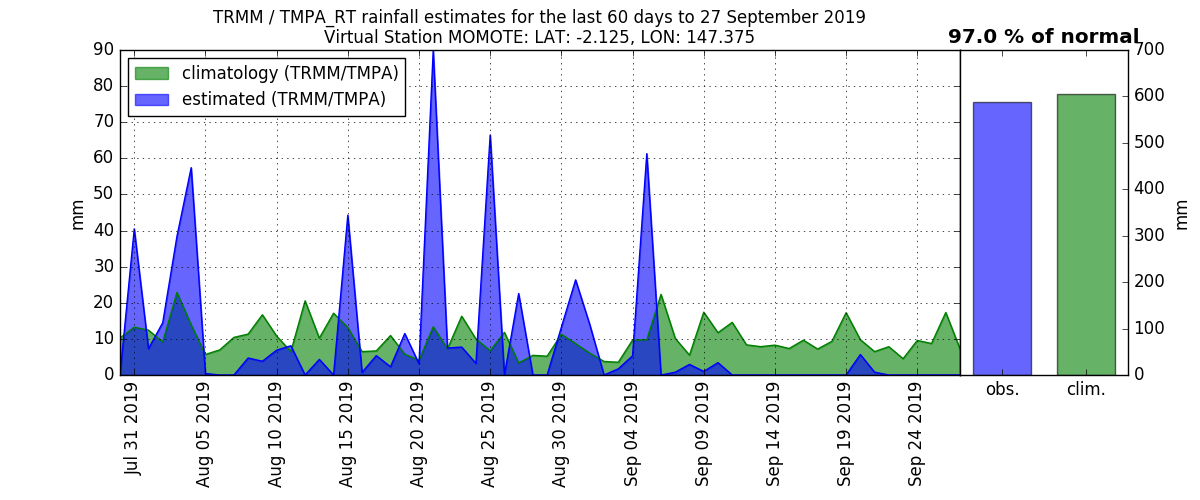 TRMM / TMPA_RT rainfall estimates for the last 60 days to 27 September 2019
Virtual Station MOMOTE: LAT: -2.125, LON: 147.375
97.0 % of normal
climatology (TRMM/TMPA)
estimated (TRMM/TMPA)
mm
90
80
70
60
50
40
30
20
10
0
Jul 31 2019
Aug 05 2019
Aug 10 2019
Aug 15 2019
Aug 20 2019
Aug 25 2019
Aug 30 2019
Sep 04 2019
Sep 09 2019
Sep 14 2019
Sep 19 2019
Sep 24 2019
obs.
clim.
700
600
500
400
300
200
100
0
mm